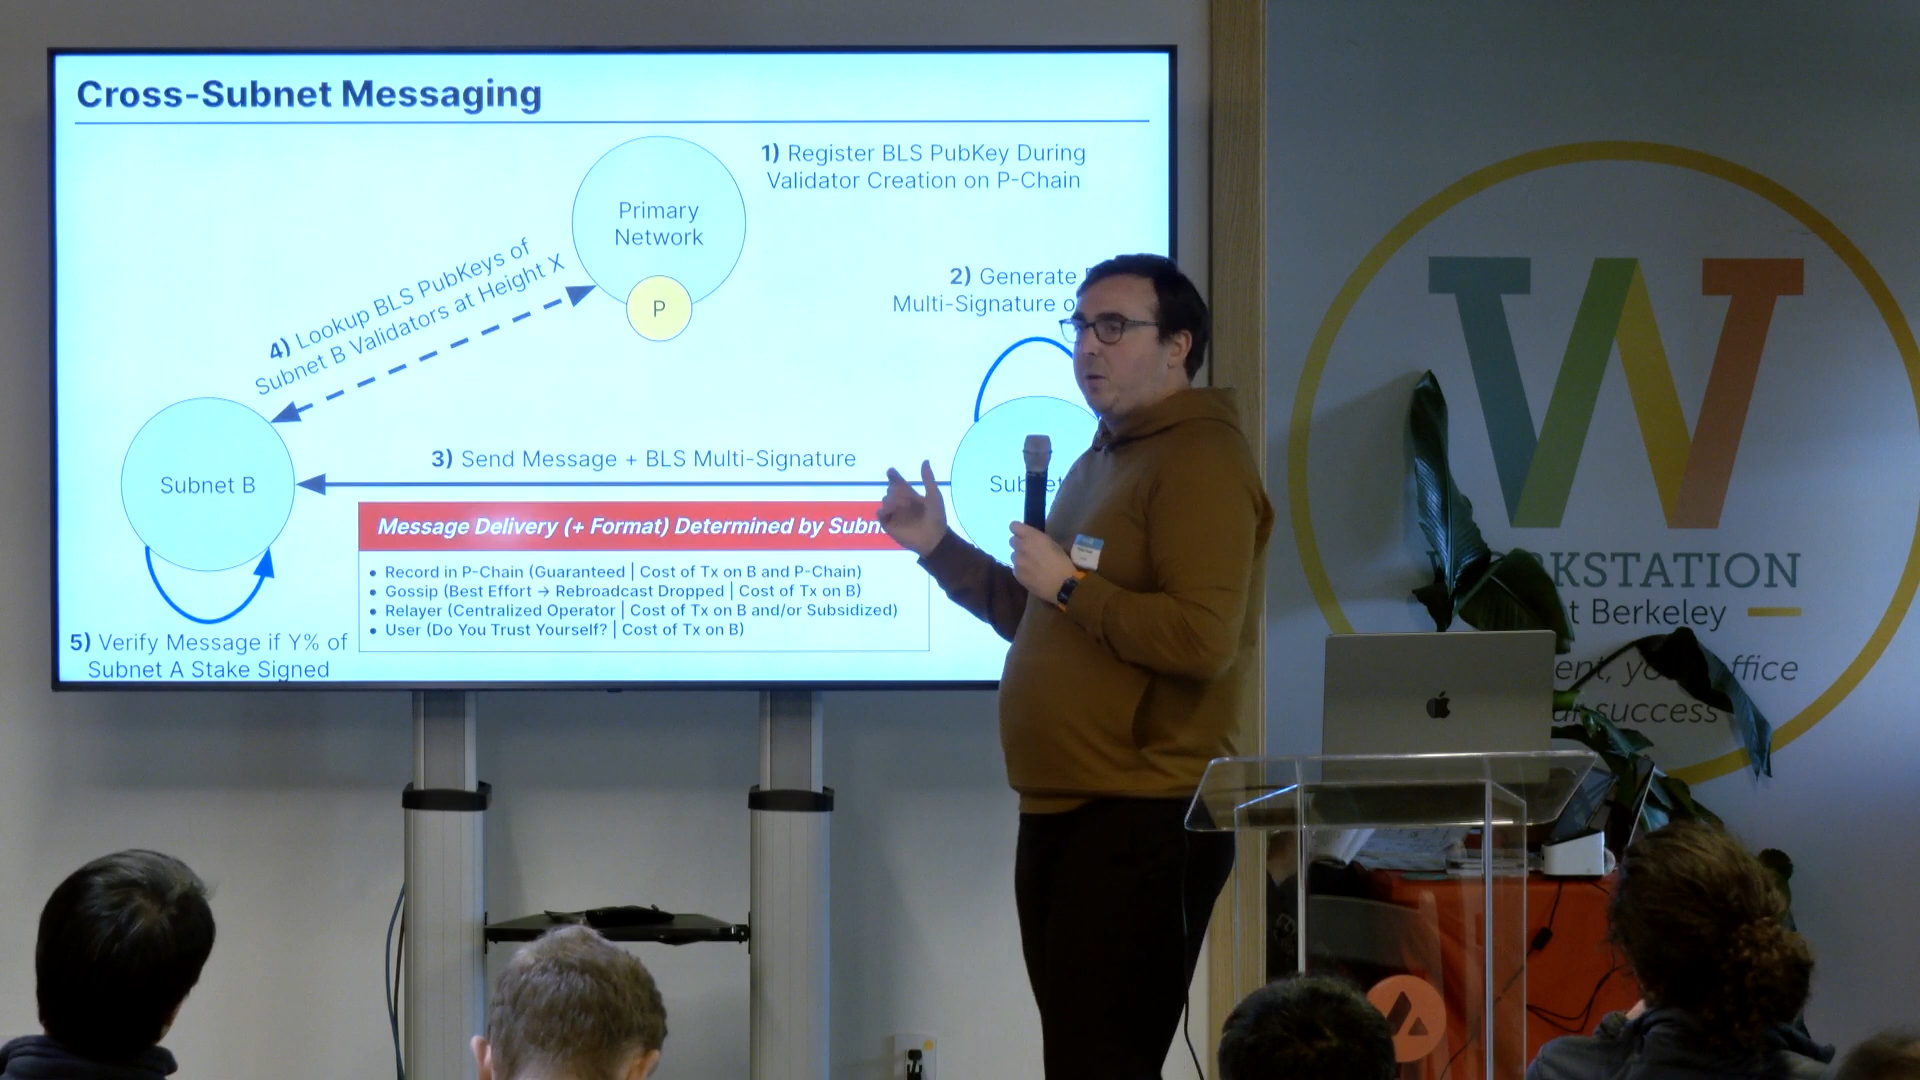 Cross-Subnet Messaging
Primary
Network
P
1) Register BLS PubKey During
Validator Creation on P-Chain
2) Generate
Multi-Signature
4) Lookup BLS PubKeys of
Subnet B Validators at Height X
Subnet B
3) Send Message + BLS Multi-Signature
Message Delivery (+ Format) Determined by
• Record in P-Chain (Guaranteed | Cost of Tx on B and P-Chain)
• Gossip (Best Effort → Rebroadcast Dropped | Cost of Tx on B)
• Relayer (Centralized Operator | Cost of Tx on B and/or Subsidized)
• User (Do You Trust Yourself? | Cost of Tx on B)
5) Verify Message if Y% of
Subnet A Stake Signed
W
Berkeley
success